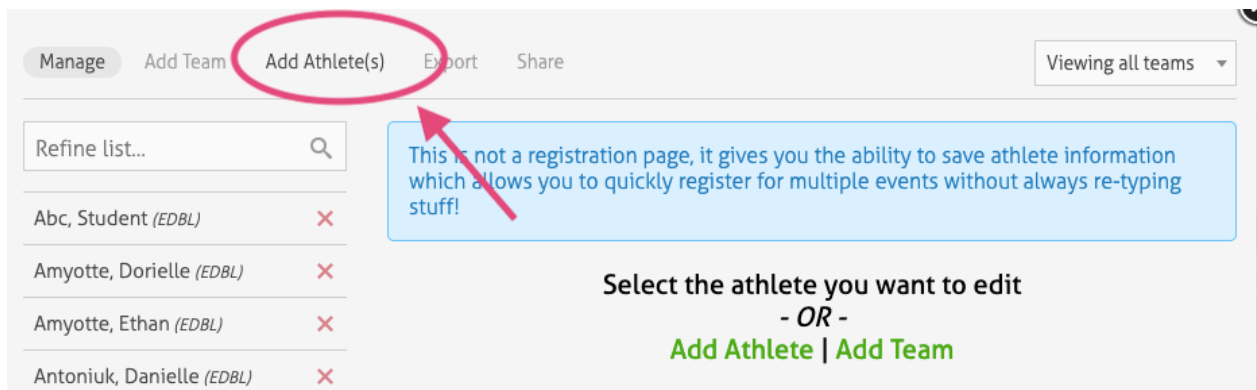 Manage Add Team Add Athlete(s) Export Share Viewing all teams
Refine list...
This is not a registration page, it gives you the ability to save athlete information
which allows you to quickly register for multiple events without always re-typing
stuff!
Abc, Student (EDBL)
Amyotte, Dorielle (EDBL)
Amyotte, Ethan (EDBL)
Antoniuk, Danielle (EDBL)
Select the athlete you want to edit
- OR -
Add Athlete | Add Team